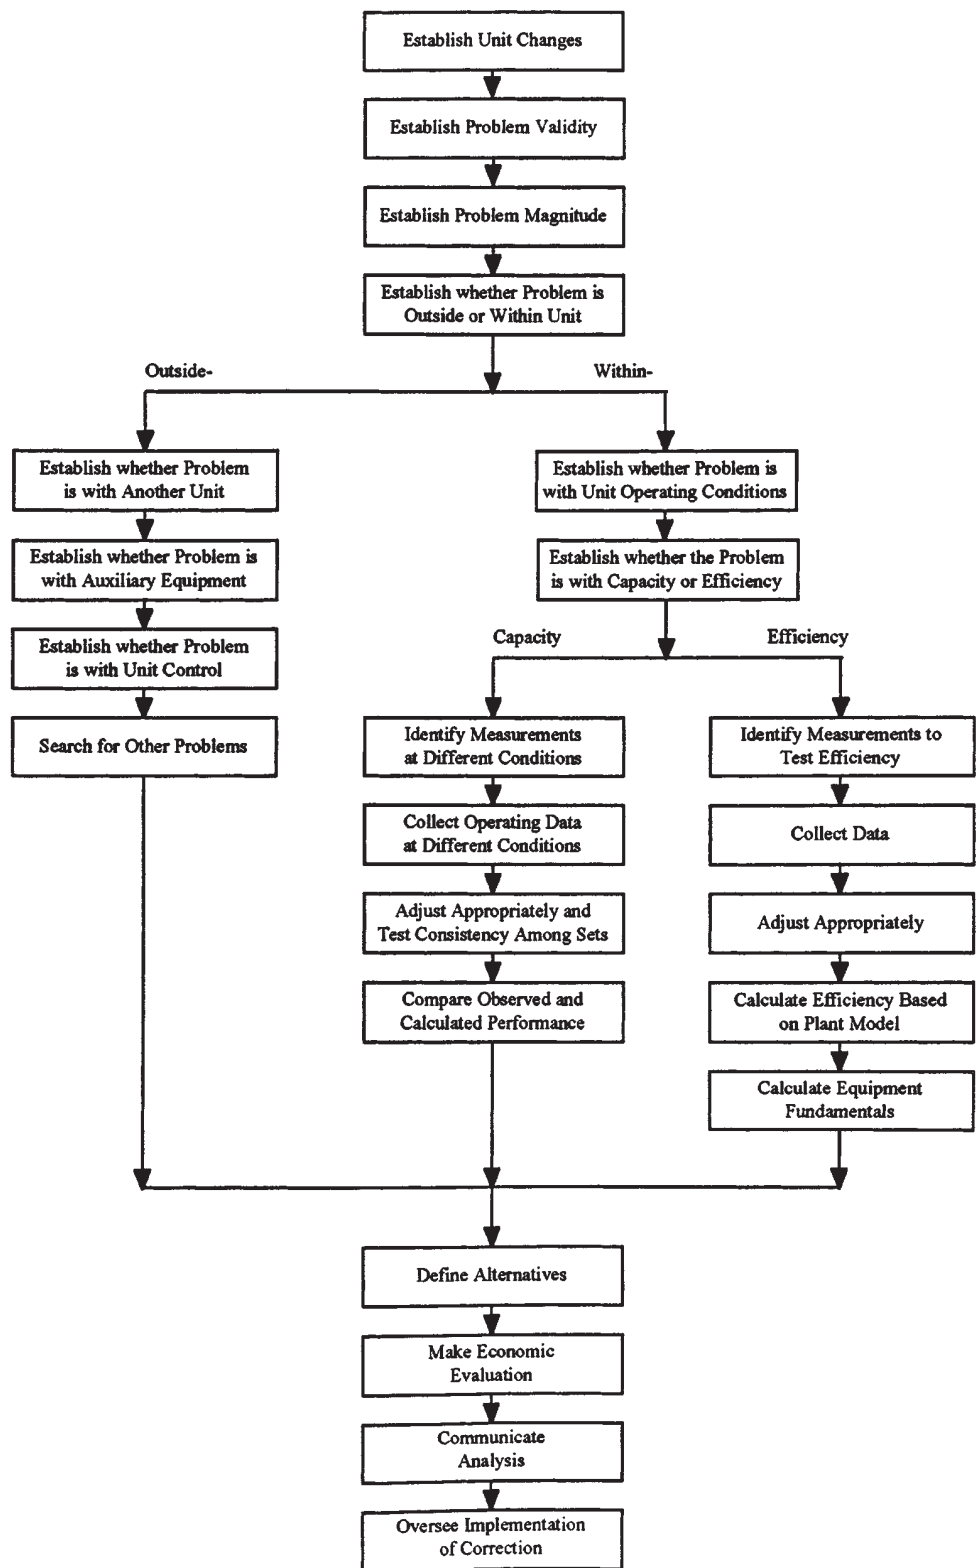 Establish Unit Changes
Establish Problem Validity
Establish Problem Magnitude
Establish whether Problem is
Outside or Within Unit
Outside-
Within-
Establish whether Problem
is with Another Unit
Establish whether Problem is
with Unit Operating Conditions
Establish whether Problem is
with Auxiliary Equipment
Establish whether the Problem
is with Capacity or Efficiency
Establish whether Problem
is with Unit Control
Capacity
Efficiency
Search for Other Problems
Identify Measurements
at Different Conditions
Identify Measurements to
Test Efficiency
Collect Operating Data
at Different Conditions
Collect Data
Adjust Appropriately and
Test Consistency Among Sets
Adjust Appropriately
Compare Observed and
Calculated Performance
Calculate Efficiency Based
on Plant Model
Calculate Equipment
Fundamentals
Define Alternatives
Make Economic
Evaluation
Communicate
Analysis
Oversee Implementation
of Correction